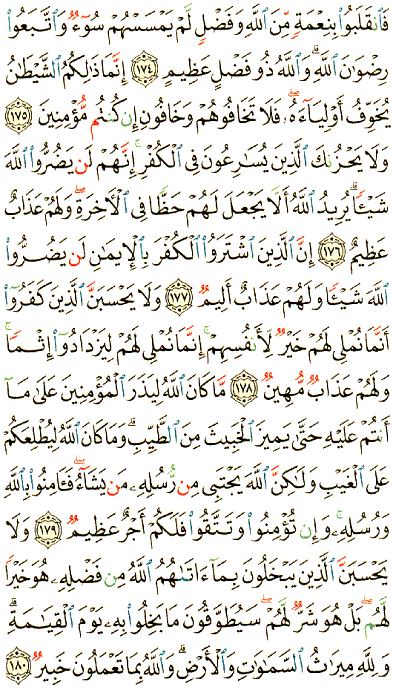 فَٱنقَلَبُوا۟ بِنِعْمَةٍ مِّنَ ٱللَّهِ وَفَضْلٍ لَّمْ يَمْسَسْهُمْ سُوٓءٌ وَٱتَّبَعُوا۟
رِضْوَٰنَ ٱللَّهِ ۗ وَٱللَّهُ ذُو فَضْلٍ عَظِيمٍ ﴿١٧٤﴾ إِنَّمَا ذَٰلِكُمُ ٱلشَّيْطَٰنُ
يُخَوِّفُ أَوْلِيَآءَهُۥ فَلَا تَخَافُوهُمْ وَخَافُونِ إِن كُنتُم مُّؤْمِنِينَ ﴿١٧٥﴾
وَلَا يَحْزُنكَ ٱلَّذِينَ يُسَٰرِعُونَ فِى ٱلْكُفْرِ ۚ إِنَّهُمْ لَن يَضُرُّوا۟ ٱللَّهَ
شَيْـًٔا ۗ يُرِيدُ ٱللَّهُ أَلَّا يَجْعَلَ لَهُمْ حَظًّا فِى ٱلْـَٔاخِرَةِ ۖ وَلَهُمْ عَذَابٌ
عَظِيمٌ ﴿١٧٦﴾ إِنَّ ٱلَّذِينَ ٱشْتَرَوُا۟ ٱلْكُفْرَ بِٱلْإِيمَٰنِ لَن يَضُرُّوا۟
ٱللَّهَ شَيْـًٔا وَلَهُمْ عَذَابٌ أَلِيمٌ ﴿١٧٧﴾ وَلَا يَحْسَبَنَّ ٱلَّذِينَ كَفَرُوٓا۟
أَنَّمَا نُمْلِى لَهُمْ خَيْرٌ لِّأَنفُسِهِمْ ۚ إِنَّمَا نُمْلِى لَهُمْ لِيَزْدَادُوٓا۟ إِثْمًا ۚ
وَلَهُمْ عَذَابٌ مُّهِينٌ ﴿١٧٨﴾ مَّا كَانَ ٱللَّهُ لِيَذَرَ ٱلْمُؤْمِنِينَ عَلَىٰ مَآ
أَنتُمْ عَلَيْهِ حَتَّىٰ يَمِيزَ ٱلْخَبِيثَ مِنَ ٱلطَّيِّبِ ۗ وَمَا كَانَ ٱللَّهُ لِيُطْلِعَكُمْ
عَلَى ٱلْغَيْبِ وَلَٰكِنَّ ٱللَّهَ يَجْتَبِى مِن رُّسُلِهِۦ مَن يَشَآءُ ۖ فَـَٔامِنُوا۟ بِٱللَّهِ
وَرُسُلِهِۦ ۚ وَإِن تُؤْمِنُوا۟ وَتَتَّقُوا۟ فَلَكُمْ أَجْرٌ عَظِيمٌ ﴿١٧٩﴾ وَلَا
يَحْسَبَنَّ ٱلَّذِينَ يَبْخَلُونَ بِمَآ ءَاتَىٰهُمُ ٱللَّهُ مِن فَضْلِهِۦ هُوَ خَيْرًا
لَّهُم ۖ بَلْ هُوَ شَرٌّ لَّهُمْ ۖ سَيُطَوَّقُونَ مَا بَخِلُوا۟ بِهِۦ يَوْمَ ٱلْقِيَٰمَةِ ۗ
وَلِلَّهِ مِيرَٰثُ ٱلسَّمَٰوَٰتِ وَٱلْأَرْضِ ۗ وَٱللَّهُ بِمَا تَعْمَلُونَ خَبِيرٌ ﴿١٨٠﴾